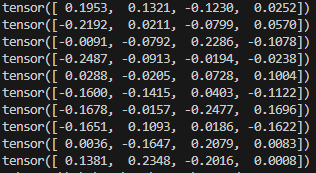 tensor([ 0.1953,  0.1321, -0.1230,  0.0252])
tensor([-0.2192,  0.0211, -0.0799,  0.0570])
tensor([-0.0091, -0.0792,  0.2286, -0.1078])
tensor([-0.2487, -0.0913, -0.0194, -0.0238])
tensor([ 0.0288, -0.0205,  0.0728,  0.1004])
tensor([-0.1600, -0.1415,  0.0403, -0.1122])
tensor([-0.1678, -0.0157, -0.2477,  0.1696])
tensor([-0.1651,  0.1093,  0.0186, -0.1622])
tensor([ 0.0036, -0.1647,  0.2079,  0.0083])
tensor([ 0.1381,  0.2348, -0.2016,  0.0008])